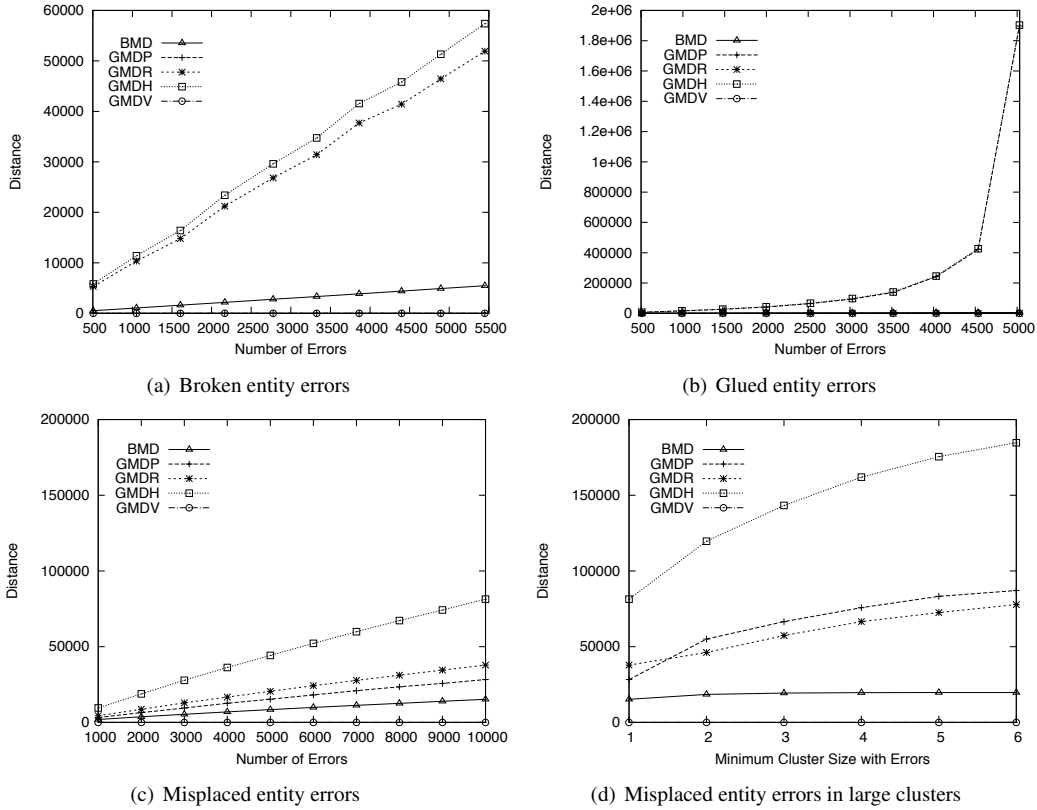 60000
50000
40000
30000
20000
10000
0
Distance
BMD
GMDP
GMDR
GMDH
GMDV
500 1000 1500 2000 2500 3000 3500 4000 4500 5000 5500
Number of Errors
(a) Broken entity errors
2e+06
1.8e+06
1.6e+06
1.4e+06
1.2e+06
1e+06
800000
600000
400000
200000
0
Distance
BMD
GMDP
GMDR
GMDH
GMDV
500 1000 1500 2000 2500 3000 3500 4000 4500 5000
Number of Errors
(b) Glued entity errors
200000
150000
100000
50000
0
Distance
BMD
GMDP
GMDR
GMDH
GMDV
1000 2000 3000 4000 5000 6000 7000 8000 9000 10000
Number of Errors
(c) Misplaced entity errors
200000
150000
100000
50000
0
Distance
BMD
GMDP
GMDR
GMDH
GMDV
1 2 3 4 5 6
Minimum Cluster Size with Errors
(d) Misplaced entity errors in large clusters